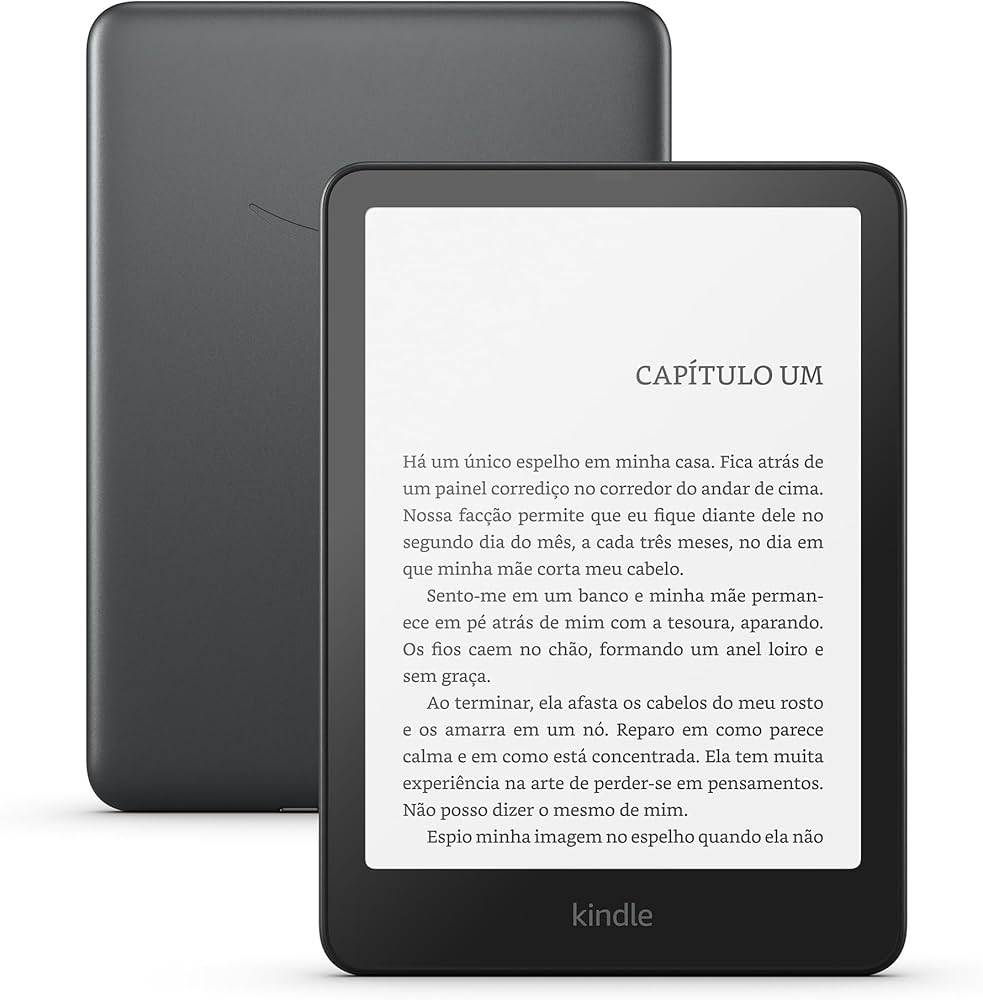 CAPÍTULO UM
Há um único espelho em minha casa. Fica atrás de
um painel corrediço no corredor do andar de cima.
Nossa facção permite que eu fique diante dele no
segundo dia do mês, a cada três meses, no dia em
que minha mãe corta meu cabelo.
Sento-me em um banco e minha mãe perman-
ece em pé atrás de mim com a tesoura, aparando.
Os fios caem no chão, formando um anel loiro e
sem graça.
Ao terminar, ela afasta os cabelos do meu rosto
e os amarra em um nó. Reparo em como parece
calma e em como está concentrada. Ela tem muita
experiência na arte de perder-se em pensamentos.
Não posso dizer o mesmo de mim.
Espio minha imagem no espelho quando ela não
kindle